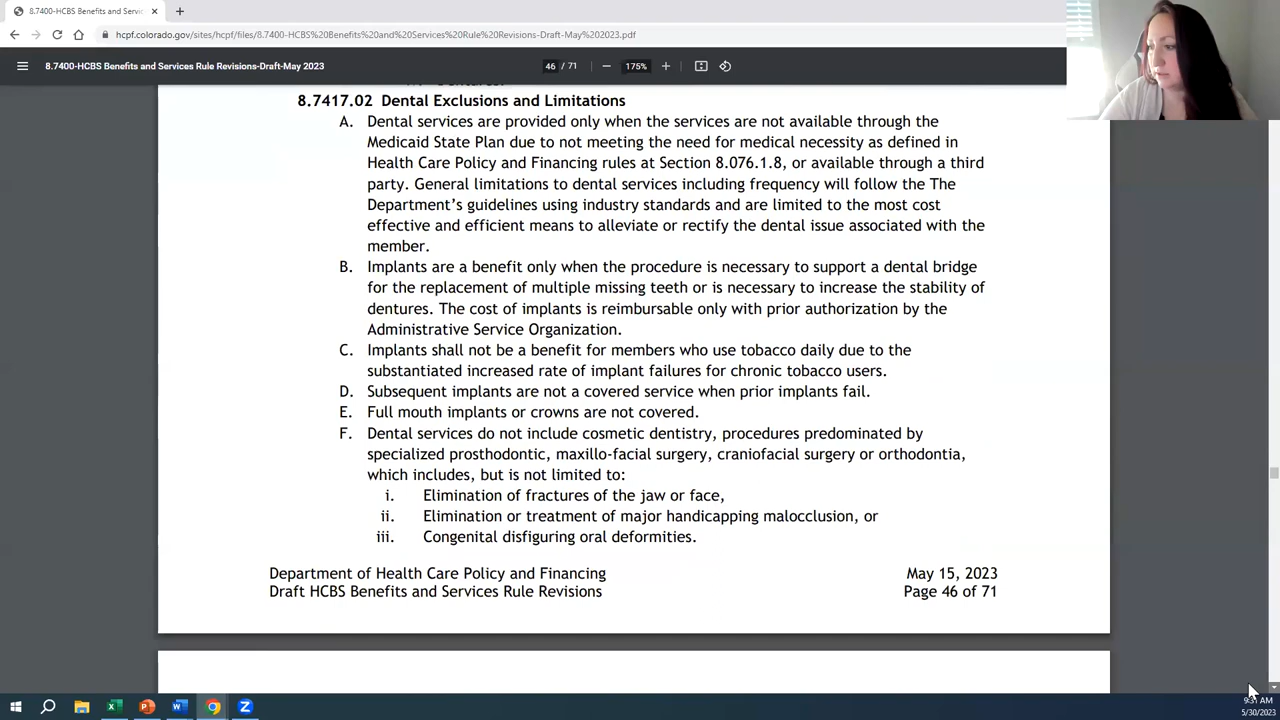 8.7400-HCBS Benefits and Servic
hcpf.colorado.gov/sites/hcpf/files/8.7400-HCBS%20Benefits%20and%20Services%20Rule%20Revisions-Draft-May%202023.pdf
8.7400-HCBS Benefits and Services Rule Revisions-Draft-May 2023
46 / 71
175%
8.7417.02 Dental Exclusions and Limitations
A. Dental services are provided only when the services are not available through the
Medicaid State Plan due to not meeting the need for medical necessity as defined in
Health Care Policy and Financing rules at Section 8.076.1.8, or available through a third
party. General limitations to dental services including frequency will follow the The
Department's guidelines using industry standards and are limited to the most cost
effective and efficient means to alleviate or rectify the dental issue associated with the
member.
B. Implants are a benefit only when the procedure is necessary to support a dental bridge
for the replacement of multiple missing teeth or is necessary to increase the stability of
dentures. The cost of implants is reimbursable only with prior authorization by the
Administrative Service Organization.
C. Implants shall not be a benefit for members who use tobacco daily due to the
substantiated increased rate of implant failures for chronic tobacco users.
D. Subsequent implants are not a covered service when prior implants fail.
E. Full mouth implants or crowns are not covered.
F. Dental services do not include cosmetic dentistry, procedures predominated by
specialized prosthodontic, maxillo-facial surgery, craniofacial surgery or orthodontia,
which includes, but is not limited to:
i. Elimination of fractures of the jaw or face,
ii. Elimination or treatment of major handicapping malocclusion, or
iii. Congenital disfiguring oral deformities.
Department of Health Care Policy and Financing
May 15, 2023
Draft HCBS Benefits and Services Rule Revisions
Page 46 of 71
9:31 AM
5/30/2023